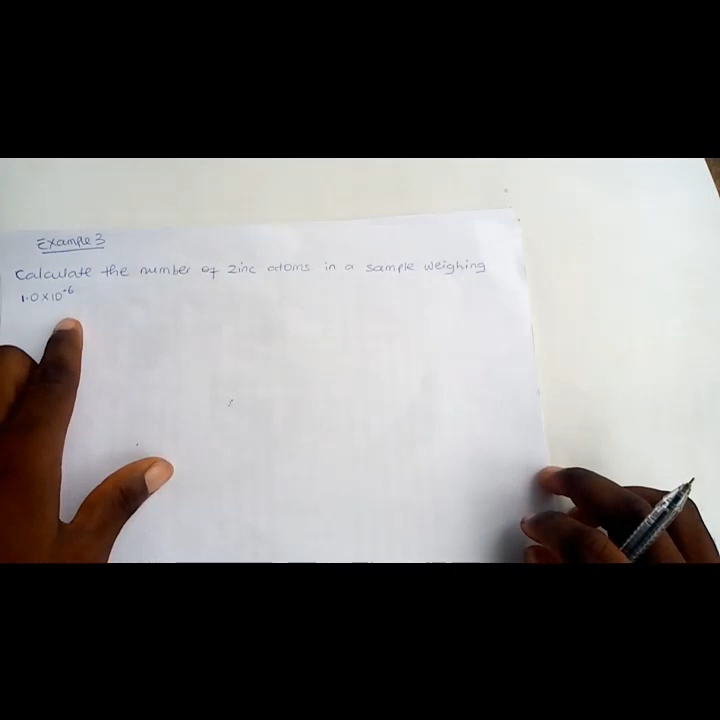 Example 3
Calculate the number of Zinc atoms in a sample weighing
1.0 x 10⁻⁶